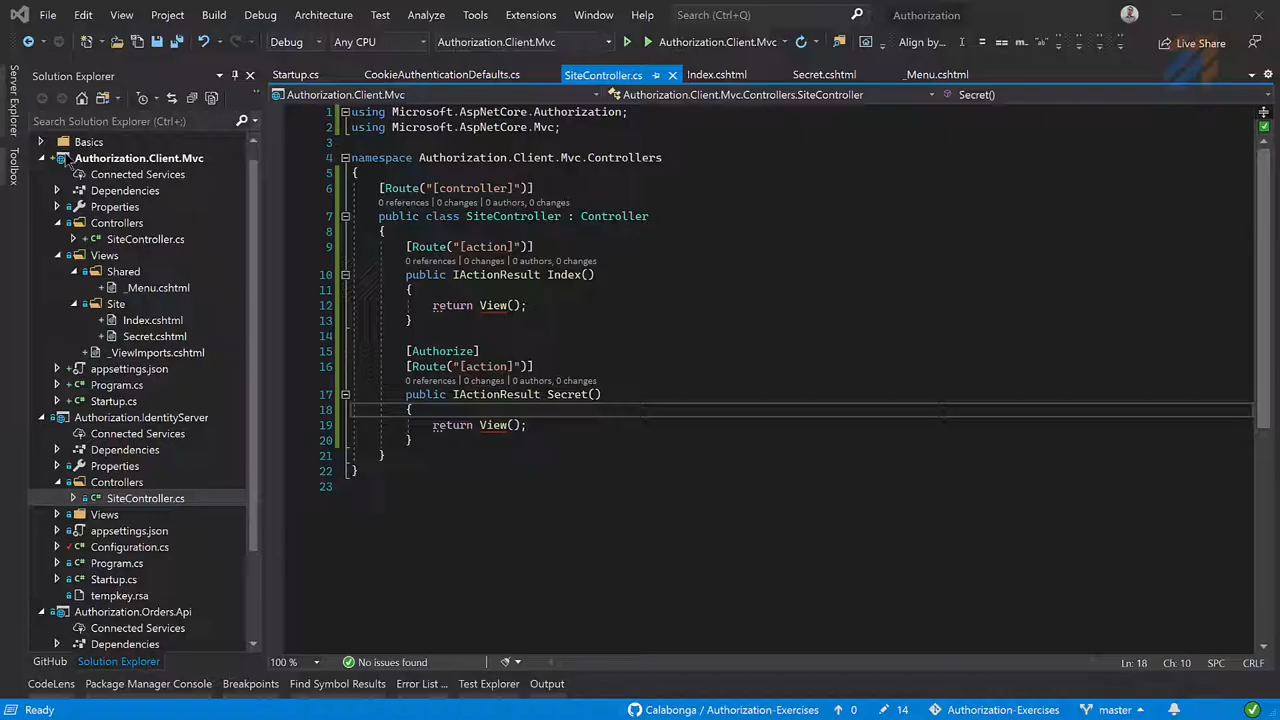 File Edit View Project Build Debug Architecture Test Analyze Tools Extensions Window Help Search (Ctrl+Q) Authorization
Debug Any CPU Authorization.Client.Mvc Authorization.Client.Mvc Align by... Live Share
Server Explorer
Toolbox
Solution Explorer
Search Solution Explorer (Ctrl+;)
Basics
Authorization.Client.Mvc
Connected Services
Dependencies
Properties
Controllers
SiteController.cs
Views
Shared
_Menu.cshtml
Site
Index.cshtml
Secret.cshtml
_ViewImports.cshtml
appsettings.json
Program.cs
Startup.cs
Authorization.IdentityServer
Connected Services
Dependencies
Properties
Controllers
SiteController.cs
Views
appsettings.json
Configuration.cs
Program.cs
Startup.cs
tempkey.rsa
Authorization.Orders.Api
Connected Services
Dependencies
GitHub Solution Explorer
Startup.cs CookieAuthenticationDefaults.cs SiteController.cs Index.cshtml Secret.cshtml _Menu.cshtml
Authorization.Client.Mvc Authorization.Client.Mvc.Controllers.SiteController Secret()
1 using Microsoft.AspNetCore.Authorization;
2 using Microsoft.AspNetCore.Mvc;
3
4 namespace Authorization.Client.Mvc.Controllers
5 {
6 [Route("[controller]")]
0 references | 0 changes | 0 authors, 0 changes
7 public class SiteController : Controller
8 {
9 [Route("[action]")]
0 references | 0 changes | 0 authors, 0 changes
10 public IActionResult Index()
11 {
12 return View();
13 }
14
15 [Authorize]
16 [Route("[action]")]
0 references | 0 changes | 0 authors, 0 changes
17 public IActionResult Secret()
18 {
19 return View();
20 }
21 }
22 }
23
100 % No issues found Ln: 18 Ch: 10 SPC CRLF
CodeLens Package Manager Console Breakpoints Find Symbol Results Error List ... Test Explorer Output
Ready Calabonga / Authorization-Exercises 0 14 Authorization-Exercises master